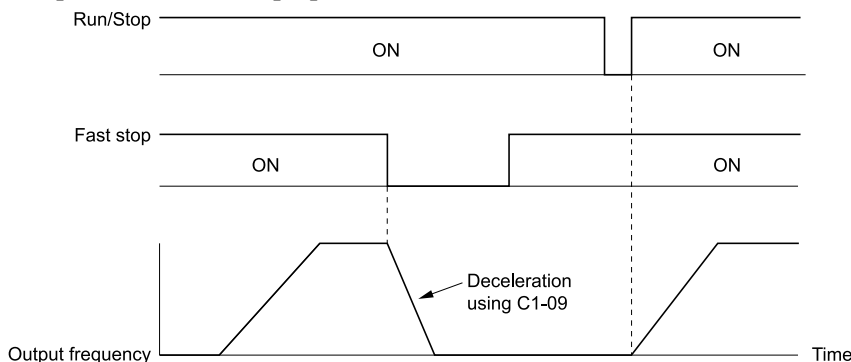 Run/Stop
ON
ON
Fast stop
ON
ON
Deceleration
using C1-09
Output frequency
Time